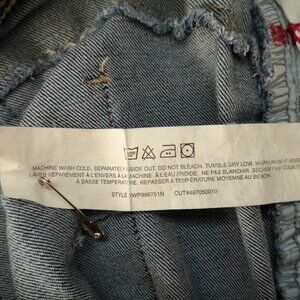 MACHINE WASH COLD, SEPARATELY INSIDE OUT. DO NOT BLEACH. TUMBLE DRY LOW. WARM IRON IF NEEDED
LAVER SÉPARÉMENT À L'ENVERS À LA MACHINE, À L'EAU FROIDE. NE PAS BLANCHIR. SÉCHER
À BASSE TEMPÉRATURE. REPASSER À TEMPÉRATURE MOYENNE AU BESOIN
STYLE #WP996751N CUT#487050010